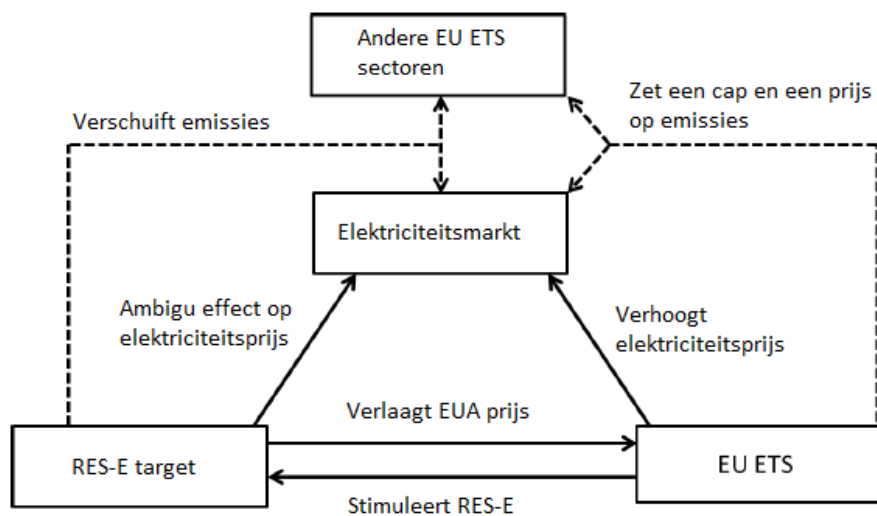 Andere EU ETS
sectoren
Verschuift emissies
Zet een cap en een prijs
op emissies
Elektriciteitsmarkt
Ambigu effect op
elektriciteitsprijs
Verhoogt
elektriciteitsprijs
Verlaagt EUA prijs
RES-E target
EU ETS
Stimuleert RES-E